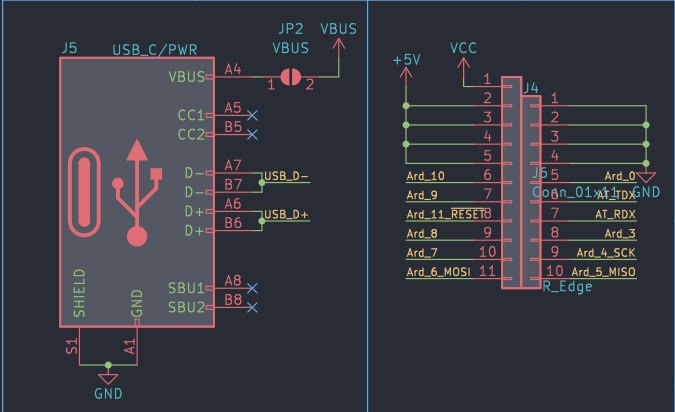 JP2
VBUS
VBUS
J5
USB_C/PWR
VBUS
A4
1
2
CC1
A5
CC2
B5
D-
A7
USB_D-
D-
B7
D+
A6
USB_D+
D+
B6
SBU1
A8
SBU2
B8
SHIELD
GND
S1
A1
GND
+5V
VCC
J4
1
2
3
4
5
Ard_10
6
Ard_9
7
Ard_11_RESET
8
Ard_8
9
Ard_7
10
Ard_6_MOSI
11
1
2
3
4
J6
5
Ard_0
Conn_01x11
6
AT_TDX
GND
7
AT_RDX
8
Ard_3
9
Ard_4_SCK
10
Ard_5_MISO
R_Edge